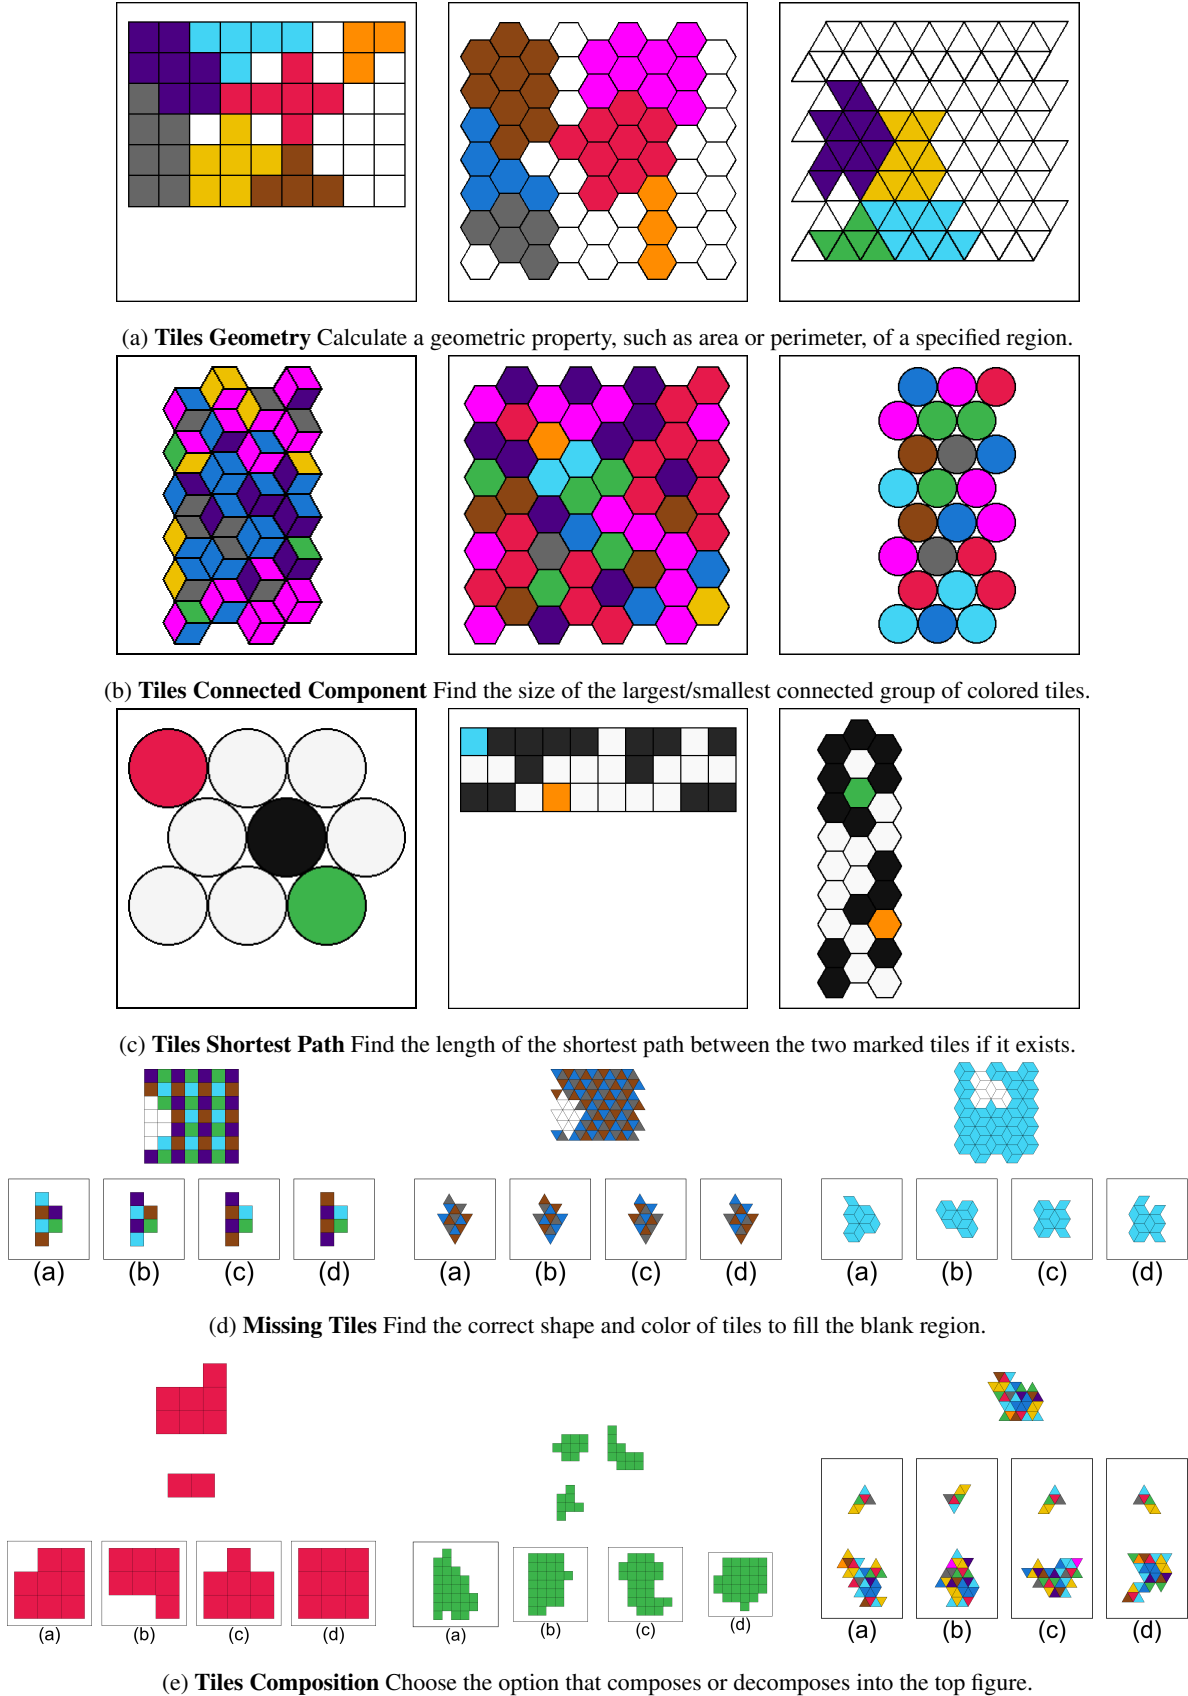 (a) Tiles Geometry Calculate a geometric property, such as area or perimeter, of a specified region.
(b) Tiles Connected Component Find the size of the largest/smallest connected group of colored tiles.
(c) Tiles Shortest Path Find the length of the shortest path between the two marked tiles if it exists.
(a) (b) (c) (d) (a) (b) (c) (d) (a) (b) (c) (d)
(d) Missing Tiles Find the correct shape and color of tiles to fill the blank region.
(a) (b) (c) (d) (a) (b) (c) (d) (a) (b) (c) (d)
(e) Tiles Composition Choose the option that composes or decomposes into the top figure.